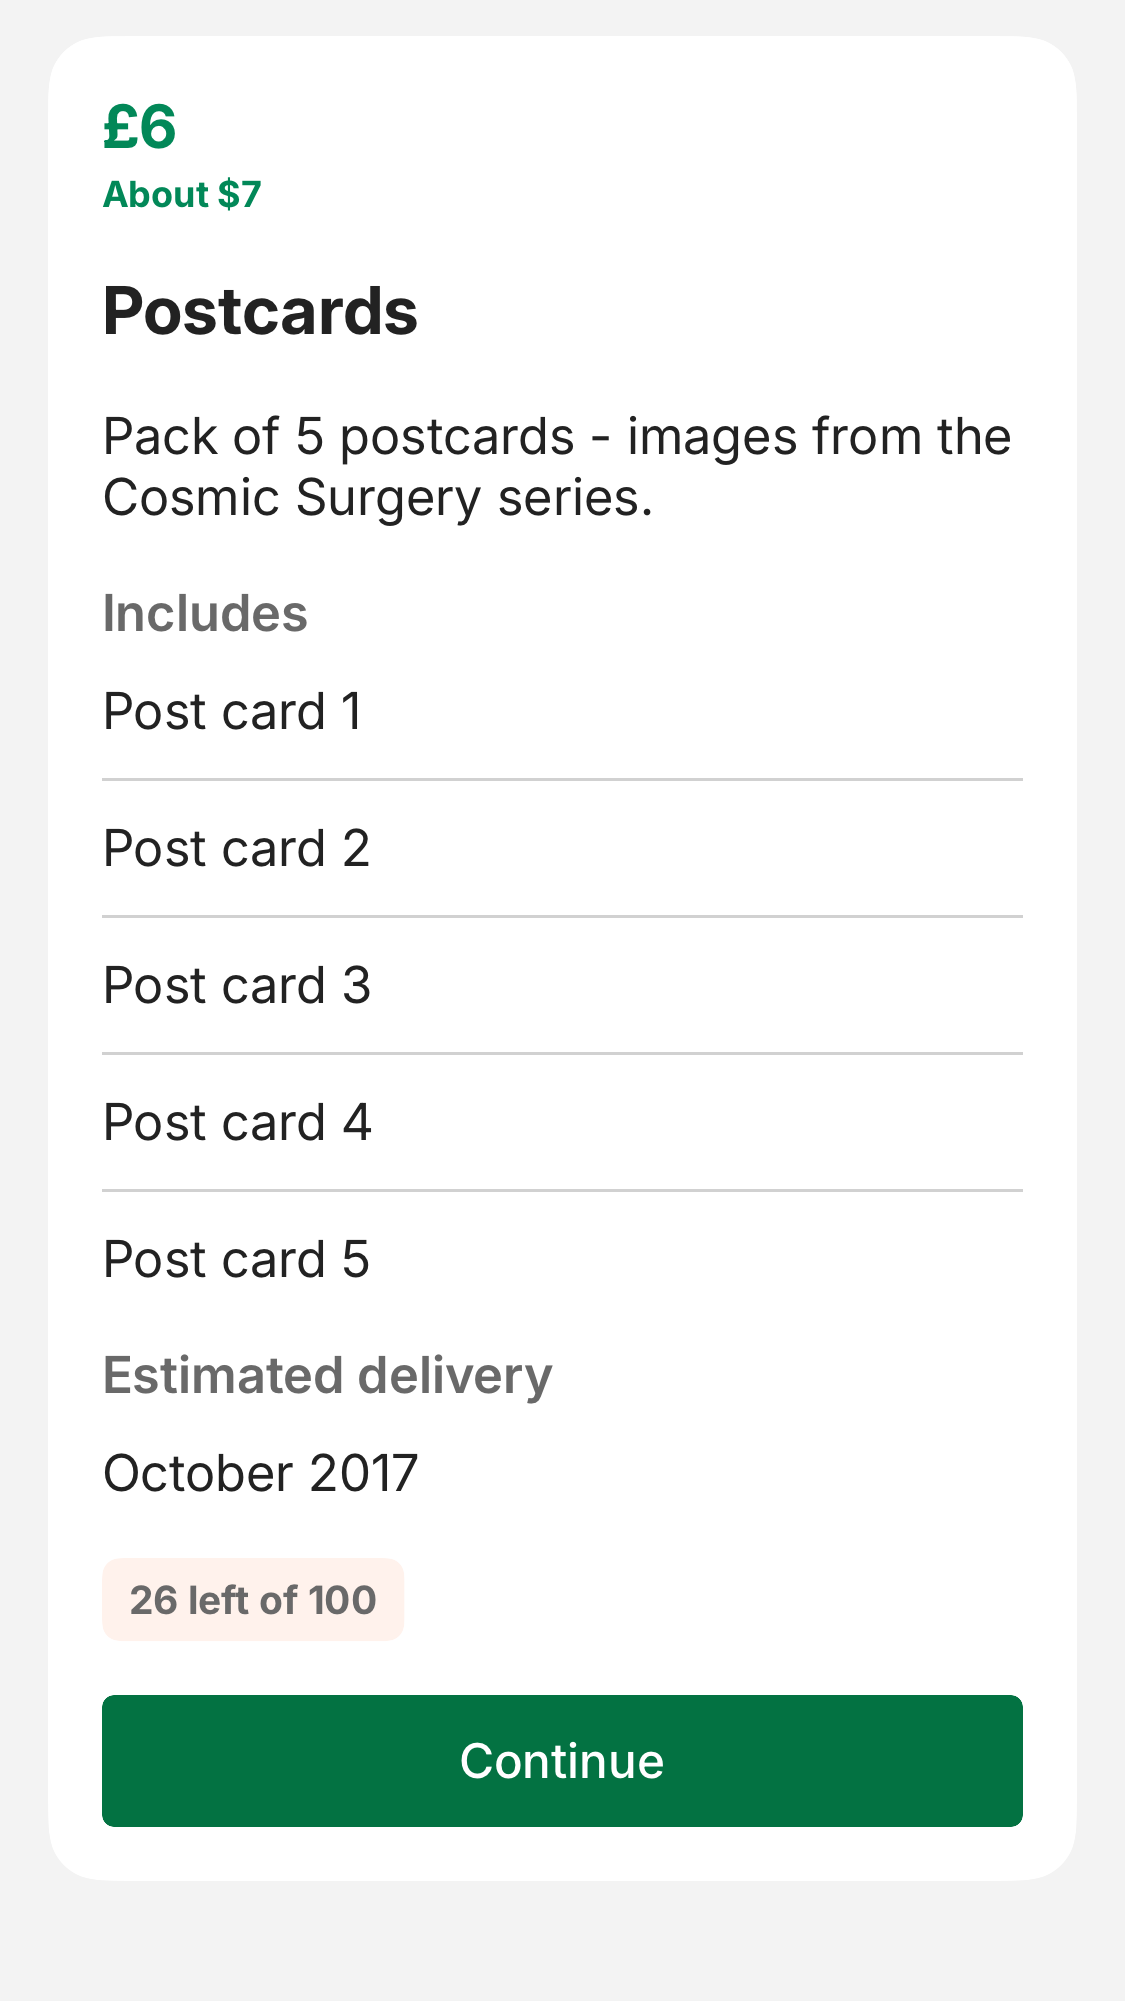 £6
About $7
Postcards
Pack of 5 postcards - images from the
Cosmic Surgery series.
Includes
Post card 1
Post card 2
Post card 3
Post card 4
Post card 5
Estimated delivery
October 2017
26 left of 100
Continue